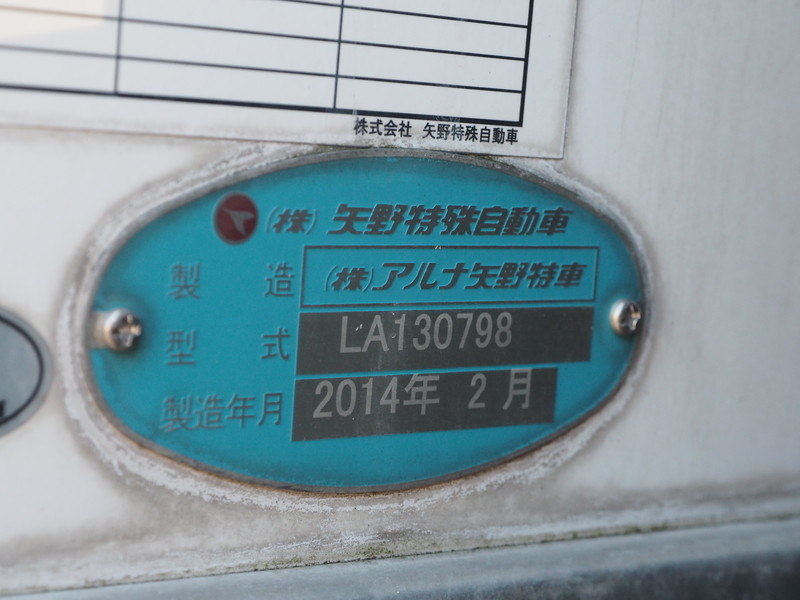 株式会社 矢野特殊自動車
(株) 矢野特殊自動車
製造 (株)アルナ矢野特車
型式 LA130798
製造年月 2014年 2月